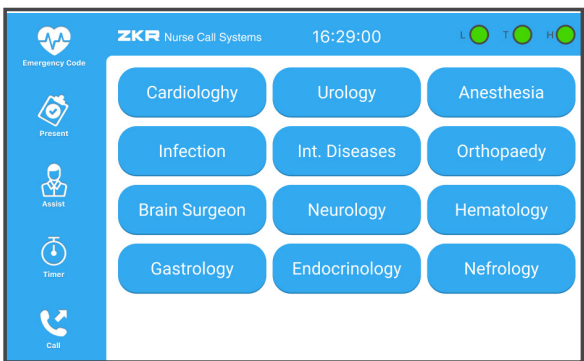 ZKR Nurse Call Systems 16:29:00 L T H
Emergency Code
Present
Assist
Timer
Call
Cardiologhy Urology Anesthesia
Infection Int. Diseases Orthopaedy
Brain Surgeon Neurology Hematology
Gastrology Endocrinology Nefrology